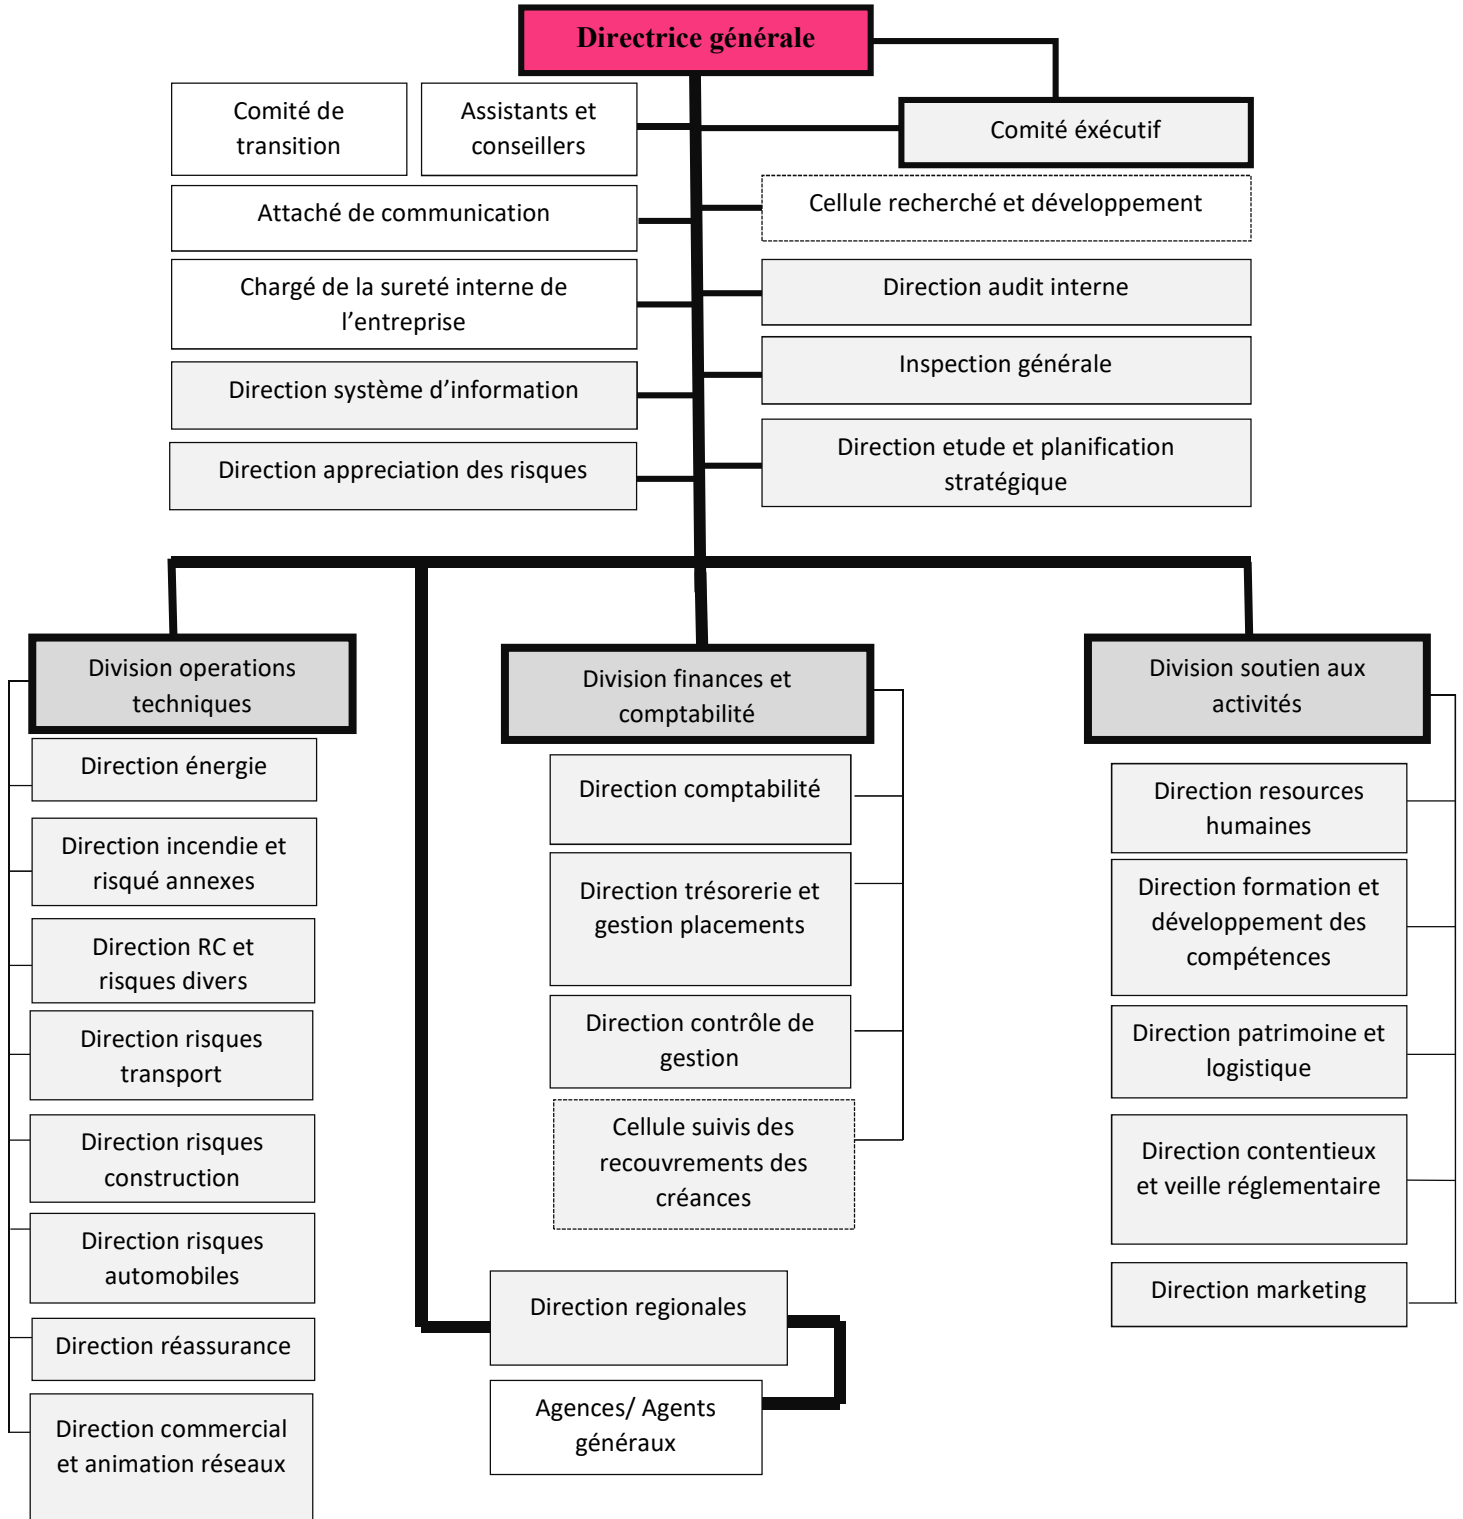 Directrice générale
Comité de
transition
Assistants et
conseillers
Comité éxécutif
Attaché de communication
Cellule recherché et développement
Chargé de la sureté interne de
l’entreprise
Direction audit interne
Direction système d’information
Inspection générale
Direction appreciation des risques
Direction etude et planification
stratégique
Division operations
techniques
Direction énergie
Direction incendie et
risqué annexes
Direction RC et
risques divers
Direction risques
transport
Direction risques
construction
Direction risques
automobiles
Direction réassurance
Direction commercial
et animation réseaux
Division finances et
comptabilité
Direction comptabilité
Direction trésorerie et
gestion placements
Direction contrôle de
gestion
Cellule suivis des
recouvrements des
créances
Direction regionales
Agences/ Agents
généraux
Division soutien aux
activités
Direction resources
humaines
Direction formation et
développement des
compétences
Direction patrimoine et
logistique
Direction contentieux
et veille réglementaire
Direction marketing